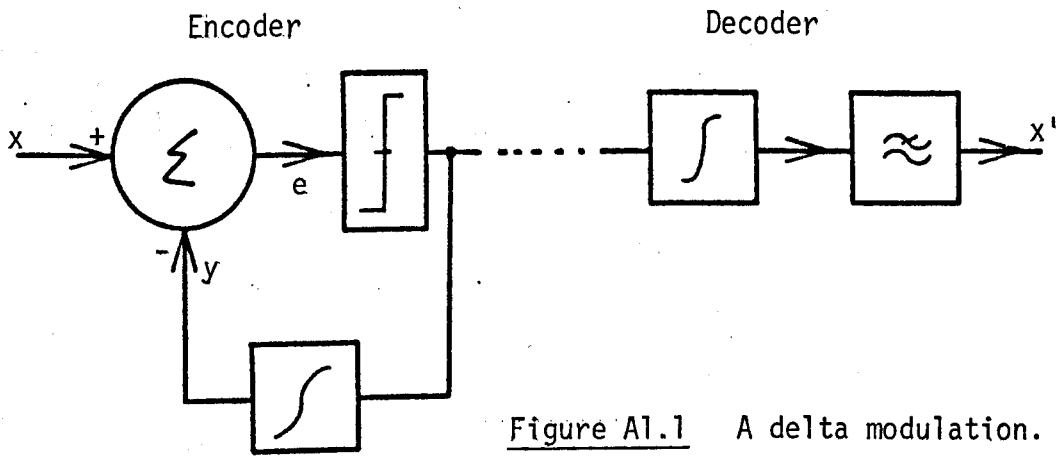 Encoder
Decoder
x
+
Σ
e
-
y
∫
∫
≈
x'
Figure A1.1 A delta modulation.